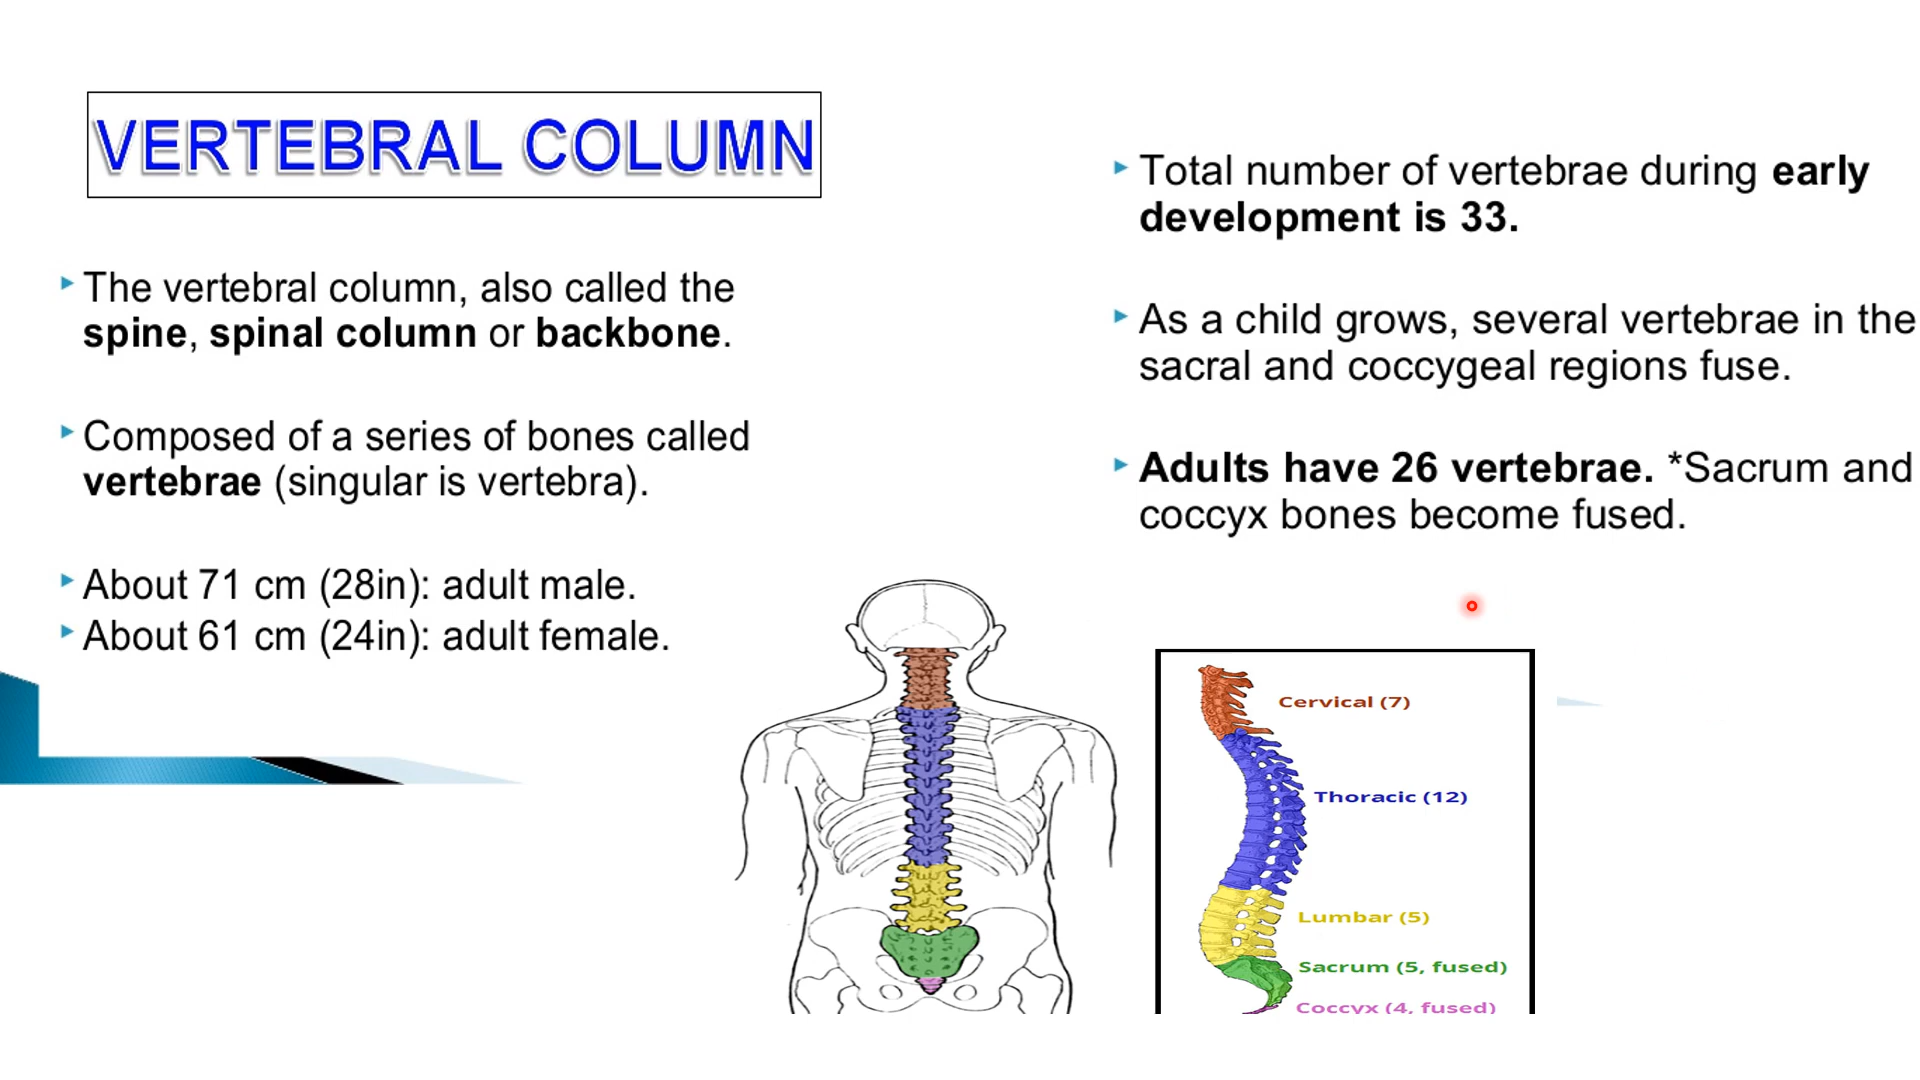 VERTEBRAL COLUMN
The vertebral column, also called the
spine, spinal column or backbone.
Composed of a series of bones called
vertebrae (singular is vertebra).
About 71 cm (28in): adult male.
About 61 cm (24in): adult female.
Total number of vertebrae during early
development is 33.
As a child grows, several vertebrae in the
sacral and coccygeal regions fuse.
Adults have 26 vertebrae. *Sacrum and
coccyx bones become fused.
Cervical (7)
Thoracic (12)
Lumbar (5)
Sacrum (5, fused)
Coccyx (4, fused)